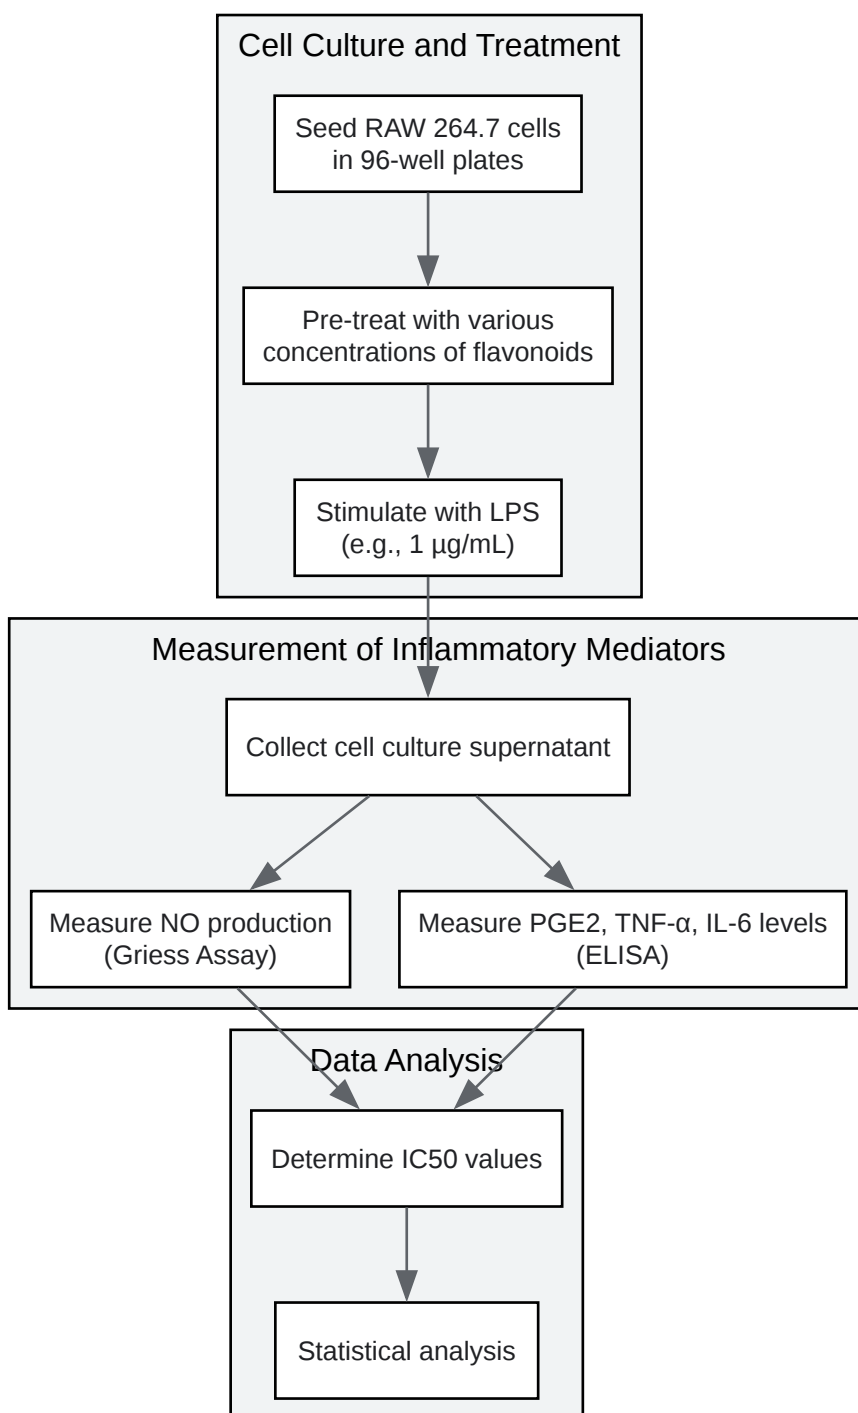 Cell Culture and Treatment
Seed RAW 264.7 cells
in 96-well plates
Pre-treat with various
concentrations of flavonoids
Stimulate with LPS
(e.g., 1 µg/mL)
Measurement of Inflammatory Mediators
Collect cell culture supernatant
Measure NO production
(Griess Assay)
Measure PGE2, TNF-α, IL-6 levels
(ELISA)
Data Analysis
Determine IC50 values
Statistical analysis